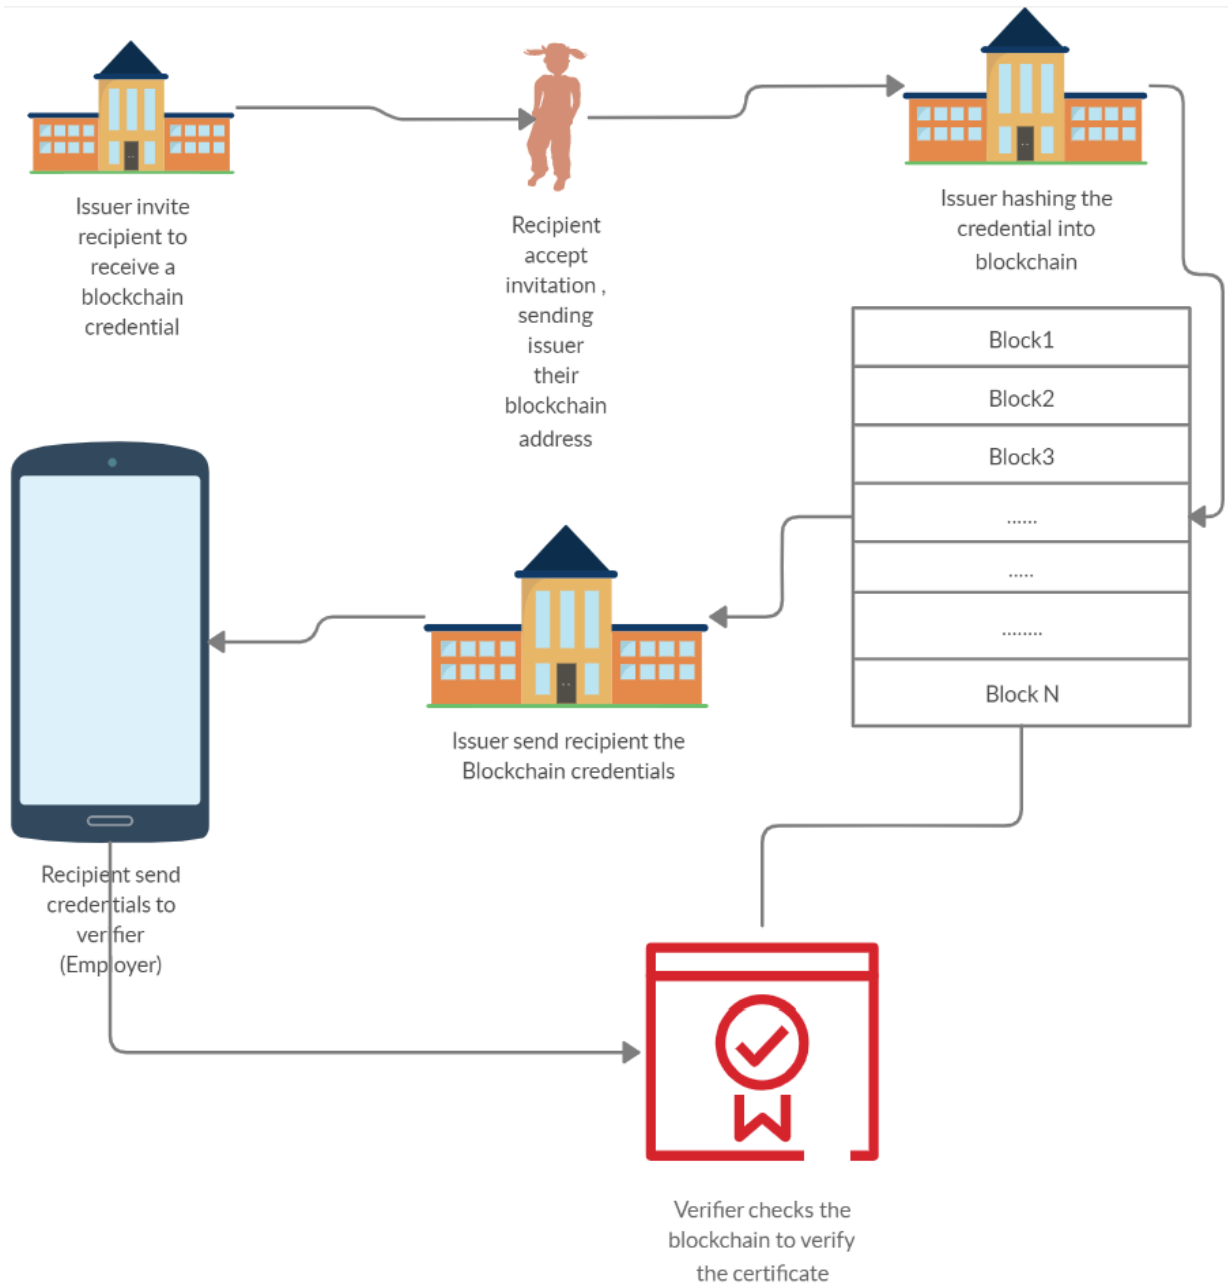 Issuer invite
recipient to
receive a
blockchain
credential
Recipient
accept
invitation ,
sending
issuer
their
blockchain
address
Issuer hashing the
credential into
blockchain
Block1
Block2
Block3
......
.....
........
Block N
Issuer send recipient the
Blockchain credentials
Recipient send
credentials to
verifier
(Employer)
Verifier checks the
blockchain to verify
the certificate